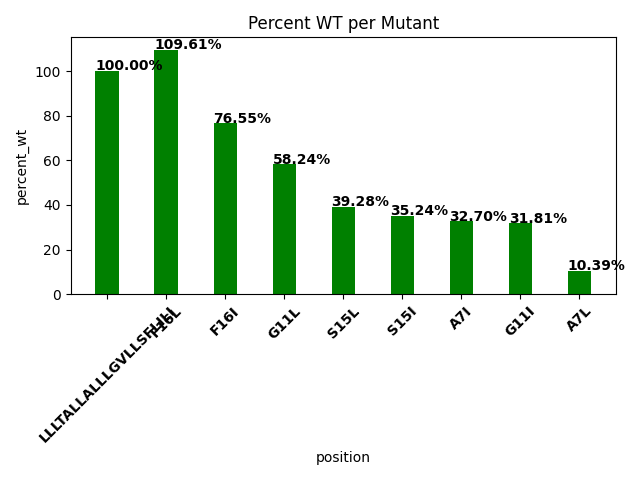 Percent WT per Mutant
109.61%
100.00%
76.55%
58.24%
39.28%
35.24%
32.70%
31.81%
10.39%
100
80
60
40
20
0
percent_wt
F16L
F16I
G11L
S15L
S15I
A7I
G11I
A7L
position